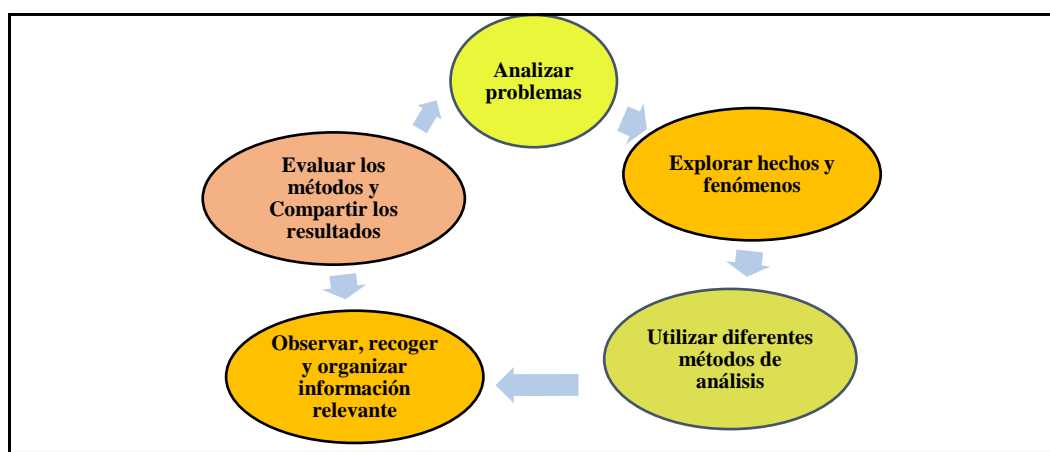 Analizar
problemas
Explorar hechos y
fenómenos
Utilizar diferentes
métodos de
análisis
Observar, recoger
y organizar
información
relevante
Evaluar los
métodos y
Compartir los
resultados